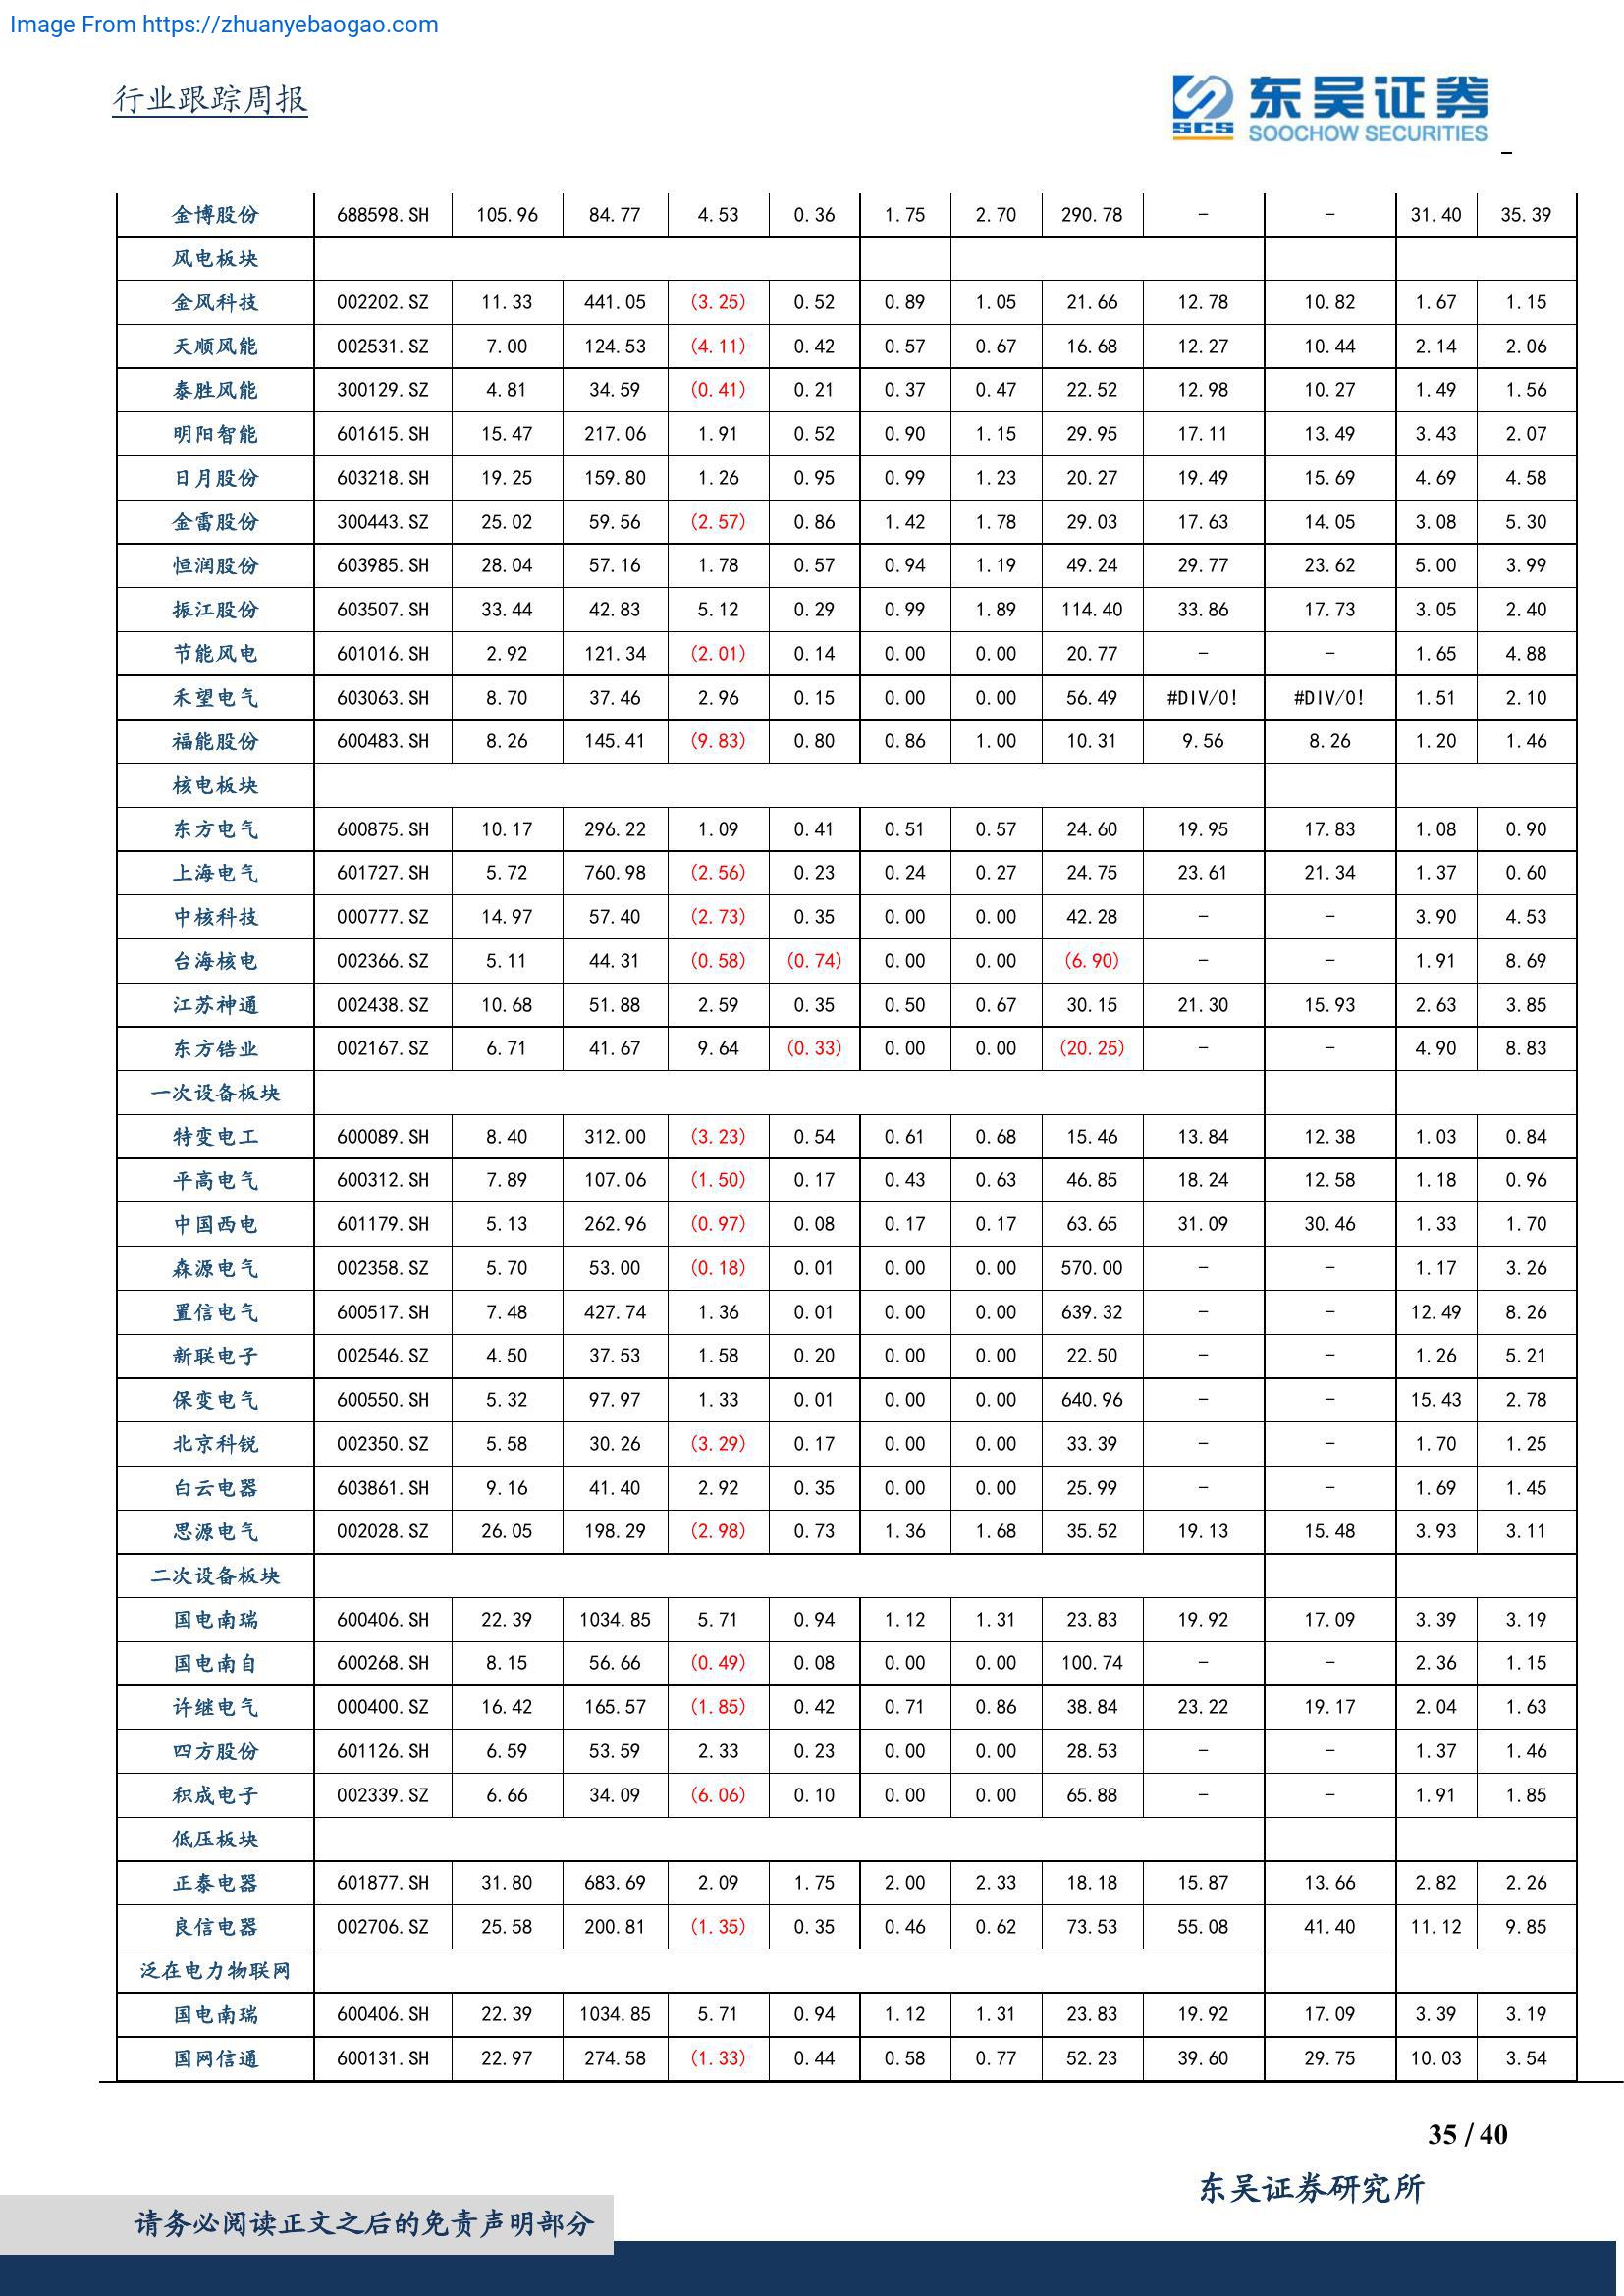 Image From https://zhuanyebaogao.com
行业跟踪周报
东吴证券
SCS
SOOCHOW SECURITIES
金博股份 688598.SH 105.96 84.77 4.53 0.36 1.75 2.70 290.78 - - 31.40 35.39
风电板块
金风科技 002202.SZ 11.33 441.05 (3.25) 0.52 0.89 1.05 21.66 12.78 10.82 1.67 1.15
天顺风能 002531.SZ 7.00 124.53 (4.11) 0.42 0.57 0.67 16.68 12.27 10.44 2.14 2.06
泰胜风能 300129.SZ 4.81 34.59 (0.41) 0.21 0.37 0.47 22.52 12.98 10.27 1.49 1.56
明阳智能 601615.SH 15.47 217.06 1.91 0.52 0.90 1.15 29.95 17.11 13.49 3.43 2.07
日月股份 603218.SH 19.25 159.80 1.26 0.95 0.99 1.23 20.27 19.49 15.69 4.69 4.58
金雷股份 300443.SZ 25.02 59.56 (2.57) 0.86 1.42 1.78 29.03 17.63 14.05 3.08 5.30
恒润股份 603985.SH 28.04 57.16 1.78 0.57 0.94 1.19 49.24 29.77 23.62 5.00 3.99
振江股份 603507.SH 33.44 42.83 5.12 0.29 0.99 1.89 114.40 33.86 17.73 3.05 2.40
节能风电 601016.SH 2.92 121.34 (2.01) 0.14 0.00 0.00 20.77 - - 1.65 4.88
禾望电气 603063.SH 8.70 37.46 2.96 0.15 0.00 0.00 56.49 #DIV/0! #DIV/0! 1.51 2.10
福能股份 600483.SH 8.26 145.41 (9.83) 0.80 0.86 1.00 10.31 9.56 8.26 1.20 1.46
核电板块
东方电气 600875.SH 10.17 296.22 1.09 0.41 0.51 0.57 24.60 19.95 17.83 1.08 0.90
上海电气 601727.SH 5.72 760.98 (2.56) 0.23 0.24 0.27 24.75 23.61 21.34 1.37 0.60
中核科技 000777.SZ 14.97 57.40 (2.73) 0.35 0.00 0.00 42.28 - - 3.90 4.53
台海核电 002366.SZ 5.11 44.31 (0.58) (0.74) 0.00 0.00 (6.90) - - 1.91 8.69
江苏神通 002438.SZ 10.68 51.88 2.59 0.35 0.50 0.67 30.15 21.30 15.93 2.63 3.85
东方锆业 002167.SZ 6.71 41.67 9.64 (0.33) 0.00 0.00 (20.25) - - 4.90 8.83
一次设备板块
特变电工 600089.SH 8.40 312.00 (3.23) 0.54 0.61 0.68 15.46 13.84 12.38 1.03 0.84
平高电气 600312.SH 7.89 107.06 (1.50) 0.17 0.43 0.63 46.85 18.24 12.58 1.18 0.96
中国西电 601179.SH 5.13 262.96 (0.97) 0.08 0.17 0.17 63.65 31.09 30.46 1.33 1.70
森源电气 002358.SZ 5.70 53.00 (0.18) 0.01 0.00 0.00 570.00 - - 1.17 3.26
置信电气 600517.SH 7.48 427.74 1.36 0.01 0.00 0.00 639.32 - - 12.49 8.26
新联电子 002546.SZ 4.50 37.53 1.58 0.20 0.00 0.00 22.50 - - 1.26 5.21
保变电气 600550.SH 5.32 97.97 1.33 0.01 0.00 0.00 640.96 - - 15.43 2.78
北京科锐 002350.SZ 5.58 30.26 (3.29) 0.17 0.00 0.00 33.39 - - 1.70 1.25
白云电器 603861.SH 9.16 41.40 2.92 0.35 0.00 0.00 25.99 - - 1.69 1.45
思源电气 002028.SZ 26.05 198.29 (2.98) 0.73 1.36 1.68 35.52 19.13 15.48 3.93 3.11
二次设备板块
国电南瑞 600406.SH 22.39 1034.85 5.71 0.94 1.12 1.31 23.83 19.92 17.09 3.39 3.19
国电南自 600268.SH 8.15 56.66 (0.49) 0.08 0.00 0.00 100.74 - - 2.36 1.15
许继电气 000400.SZ 16.42 165.57 (1.85) 0.42 0.71 0.86 38.84 23.22 19.17 2.04 1.63
四方股份 601126.SH 6.59 53.59 2.33 0.23 0.00 0.00 28.53 - - 1.37 1.46
积成电子 002339.SZ 6.66 34.09 (6.06) 0.10 0.00 0.00 65.88 - - 1.91 1.85
低压板块
正泰电器 601877.SH 31.80 683.69 2.09 1.75 2.00 2.33 18.18 15.87 13.66 2.82 2.26
良信电器 002706.SZ 25.58 200.81 (1.35) 0.35 0.46 0.62 73.53 55.08 41.40 11.12 9.85
泛在电力物联网
国电南瑞 600406.SH 22.39 1034.85 5.71 0.94 1.12 1.31 23.83 19.92 17.09 3.39 3.19
国网信通 600131.SH 22.97 274.58 (1.33) 0.44 0.58 0.77 52.23 39.60 29.75 10.03 3.54
35 / 40
东吴证券研究所
请务必阅读正文之后的免责声明部分